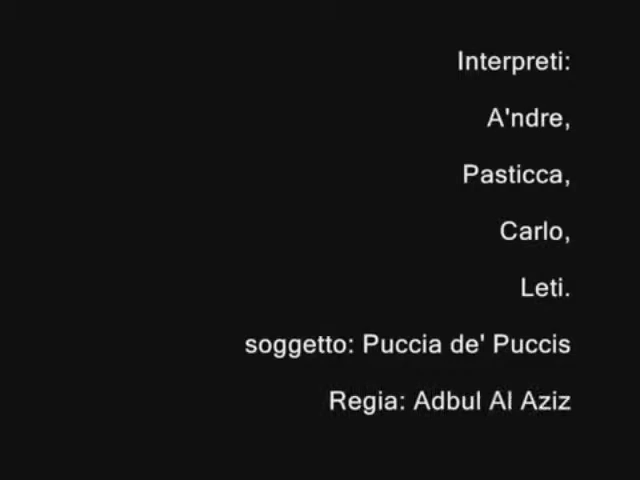 Interpreti:
A'ndre,
Pasticca,
Carlo,
Leti.
soggetto: Puccia de' Puccis
Regia: Adbul Al Aziz